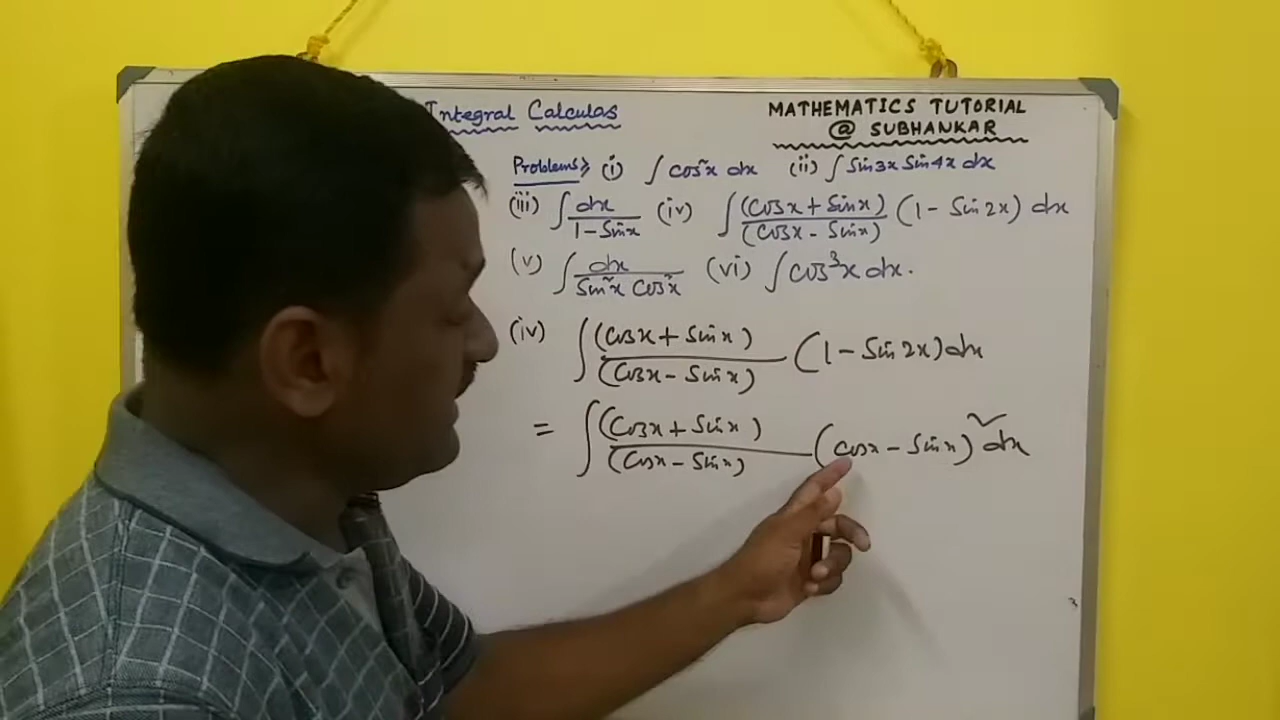 Integral Calculas
MATHEMATICS TUTORIAL
@ SUBHANKAR
Problems⇒ (i) ∫ cos²x dx (ii) ∫ Sin3x Sin4x dx
(iii) ∫ dx / (1 - Sinx) (iv) ∫ (Cosx + Sinx) / (Cosx - Sinx) (1 - Sin2x) dx
(v) ∫ dx / (Sin²x Cos²x) (vi) ∫ cos³x dx.
(iv) ∫ (Cosx + Sinx) / (Cosx - Sinx) (1 - Sin2x) dx
= ∫ (Cosx + Sinx) / (Cosx - Sinx) (cosx - Sinx)² dx